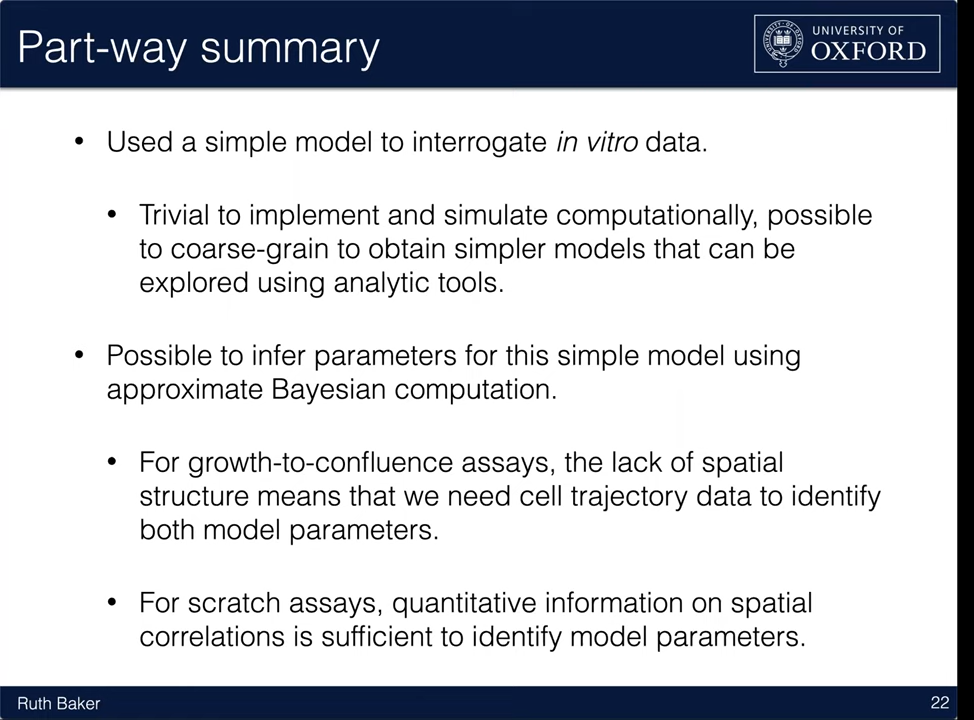 Part-way summary
UNIVERSITY OF
OXFORD
• Used a simple model to interrogate in vitro data.
• Trivial to implement and simulate computationally, possible
to coarse-grain to obtain simpler models that can be
explored using analytic tools.
• Possible to infer parameters for this simple model using
approximate Bayesian computation.
• For growth-to-confluence assays, the lack of spatial
structure means that we need cell trajectory data to identify
both model parameters.
• For scratch assays, quantitative information on spatial
correlations is sufficient to identify model parameters.
Ruth Baker
22